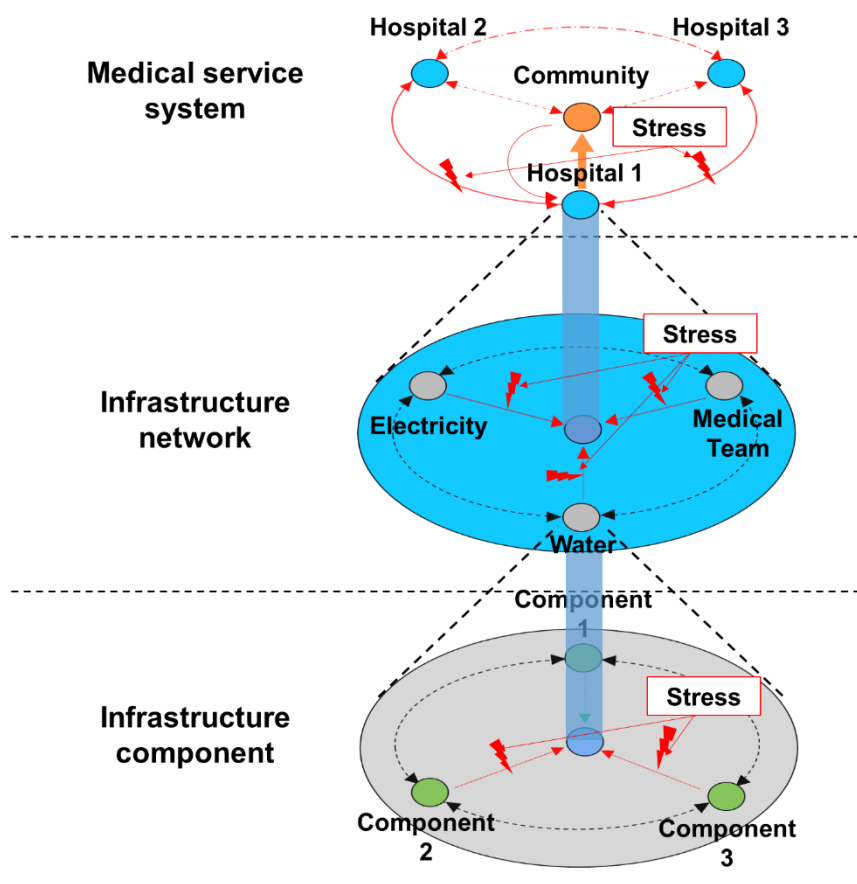 Hospital 2
Hospital 3
Medical service
system
Community
Stress
Hospital 1
Stress
Infrastructure
network
Electricity
Medical
Team
Water
Component
1
Stress
Infrastructure
component
Component
2
Component
3